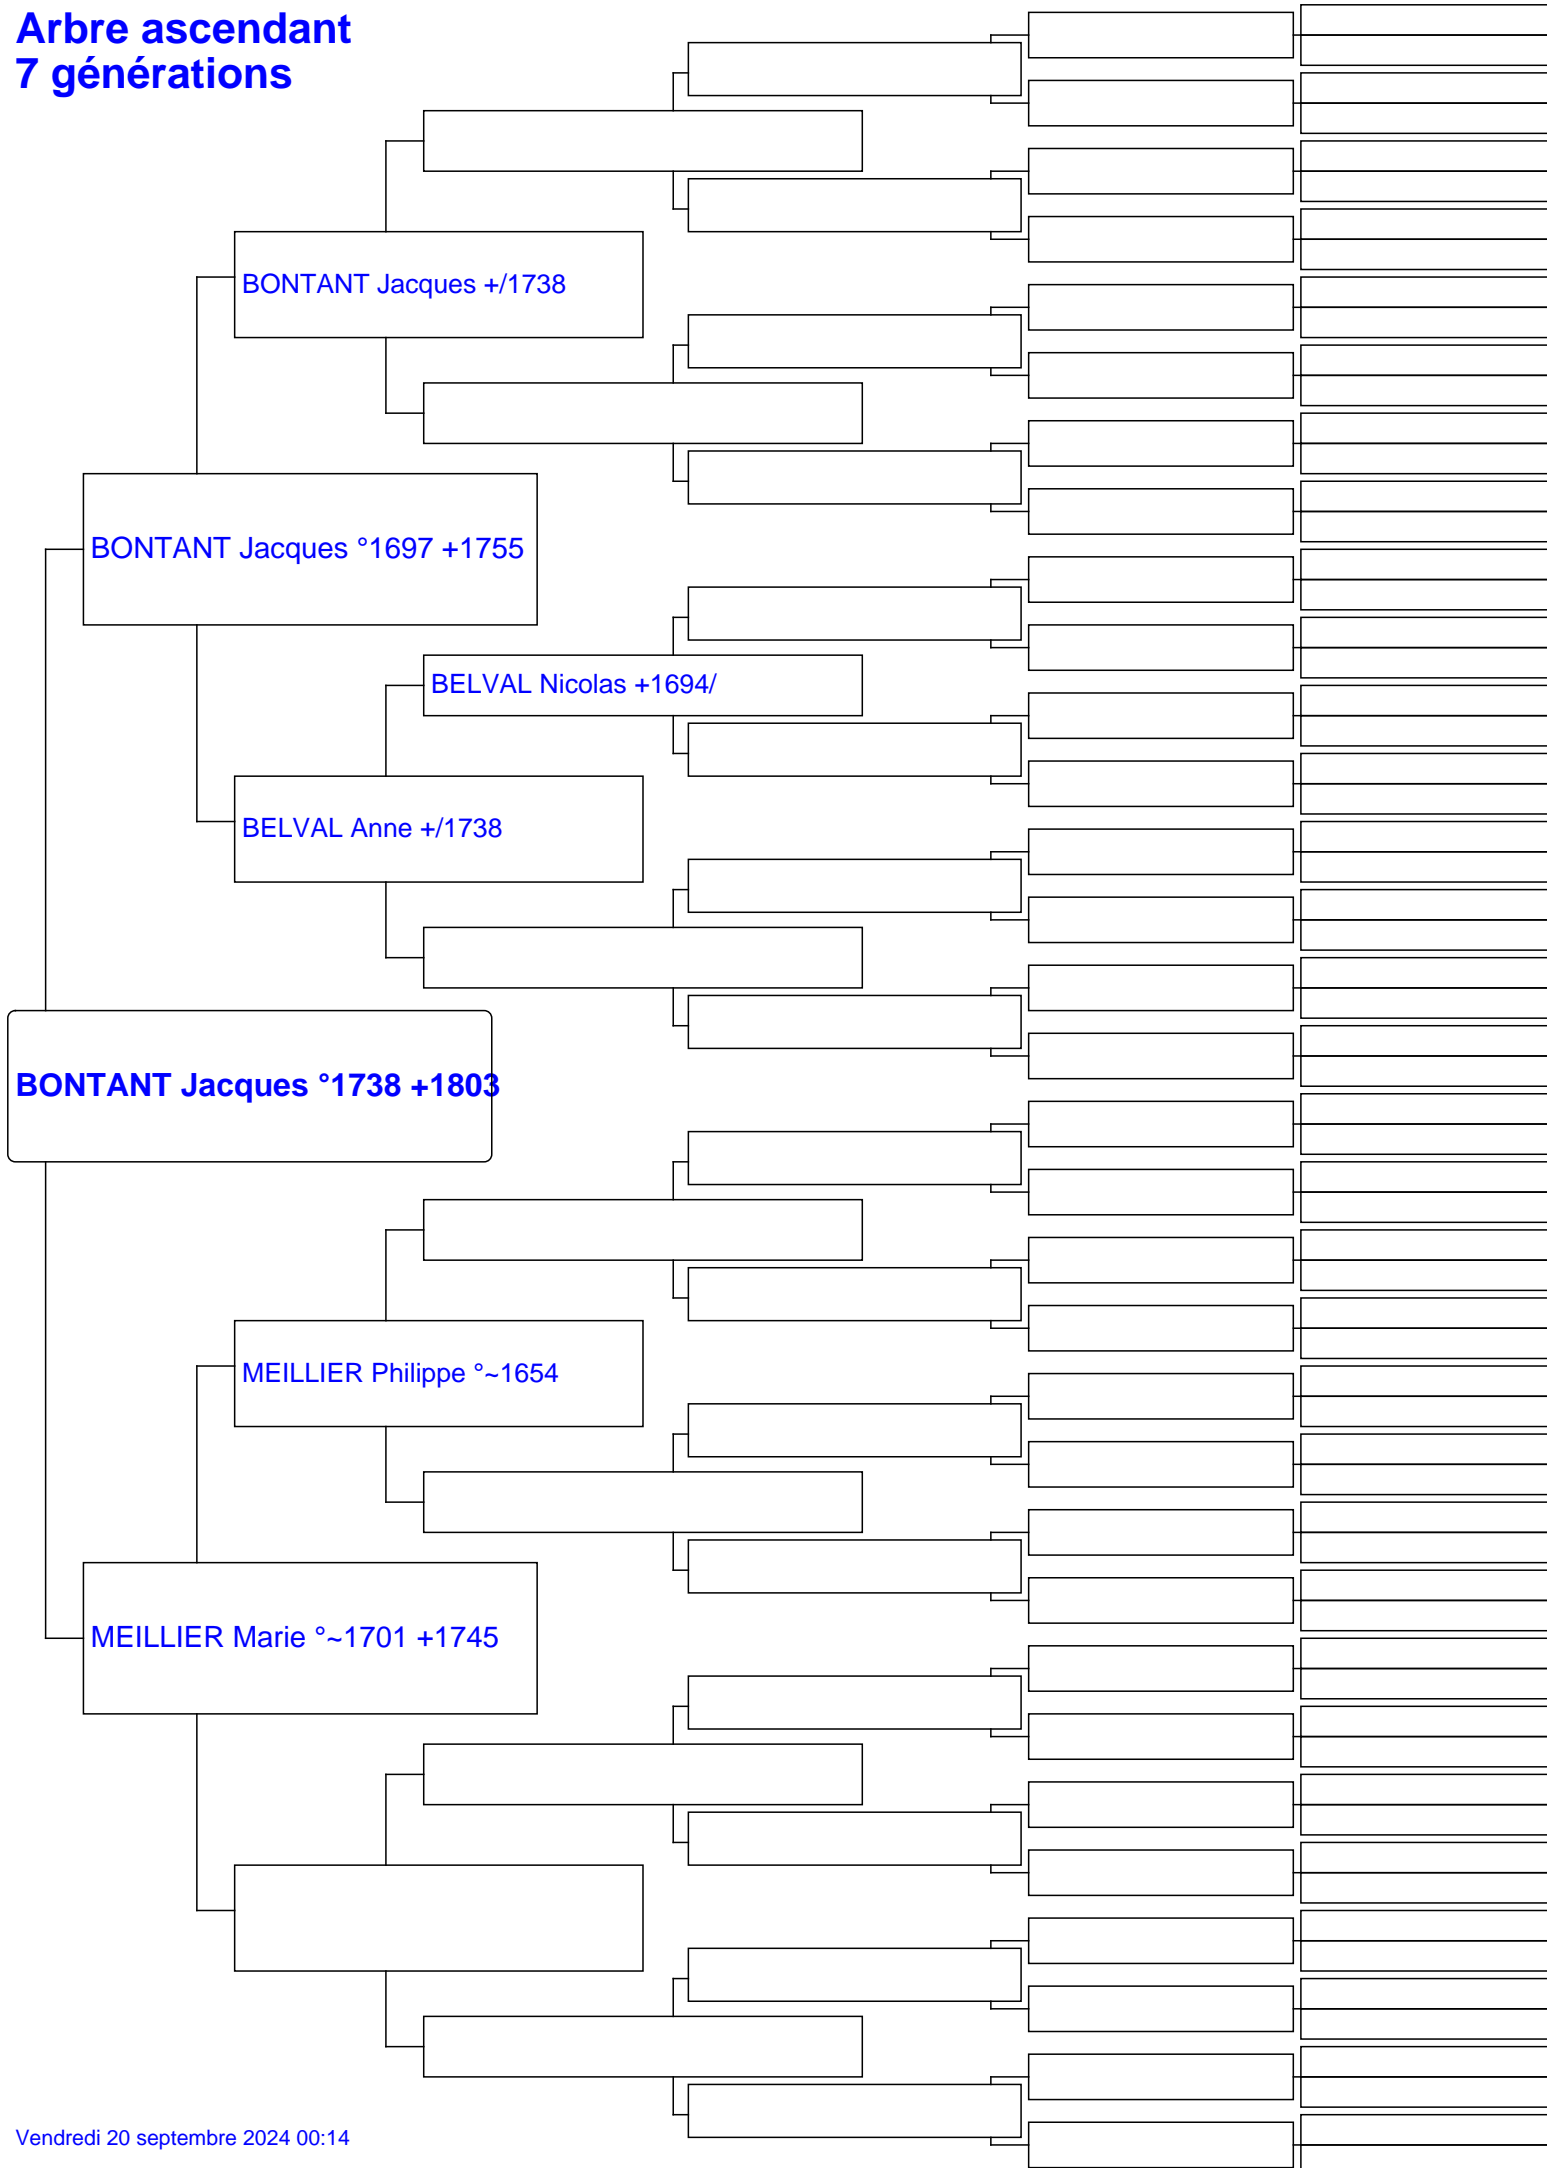 Arbre ascendant
7 générations
BONTANT Jacques +/1738
BONTANT Jacques °1697 +1755
BELVAL Nicolas +1694/
BELVAL Anne +/1738
BONTANT Jacques °1738 +1803
MEILLIER Philippe °~1654
MEILLIER Marie °~1701 +1745
Vendredi 20 septembre 2024 00:14